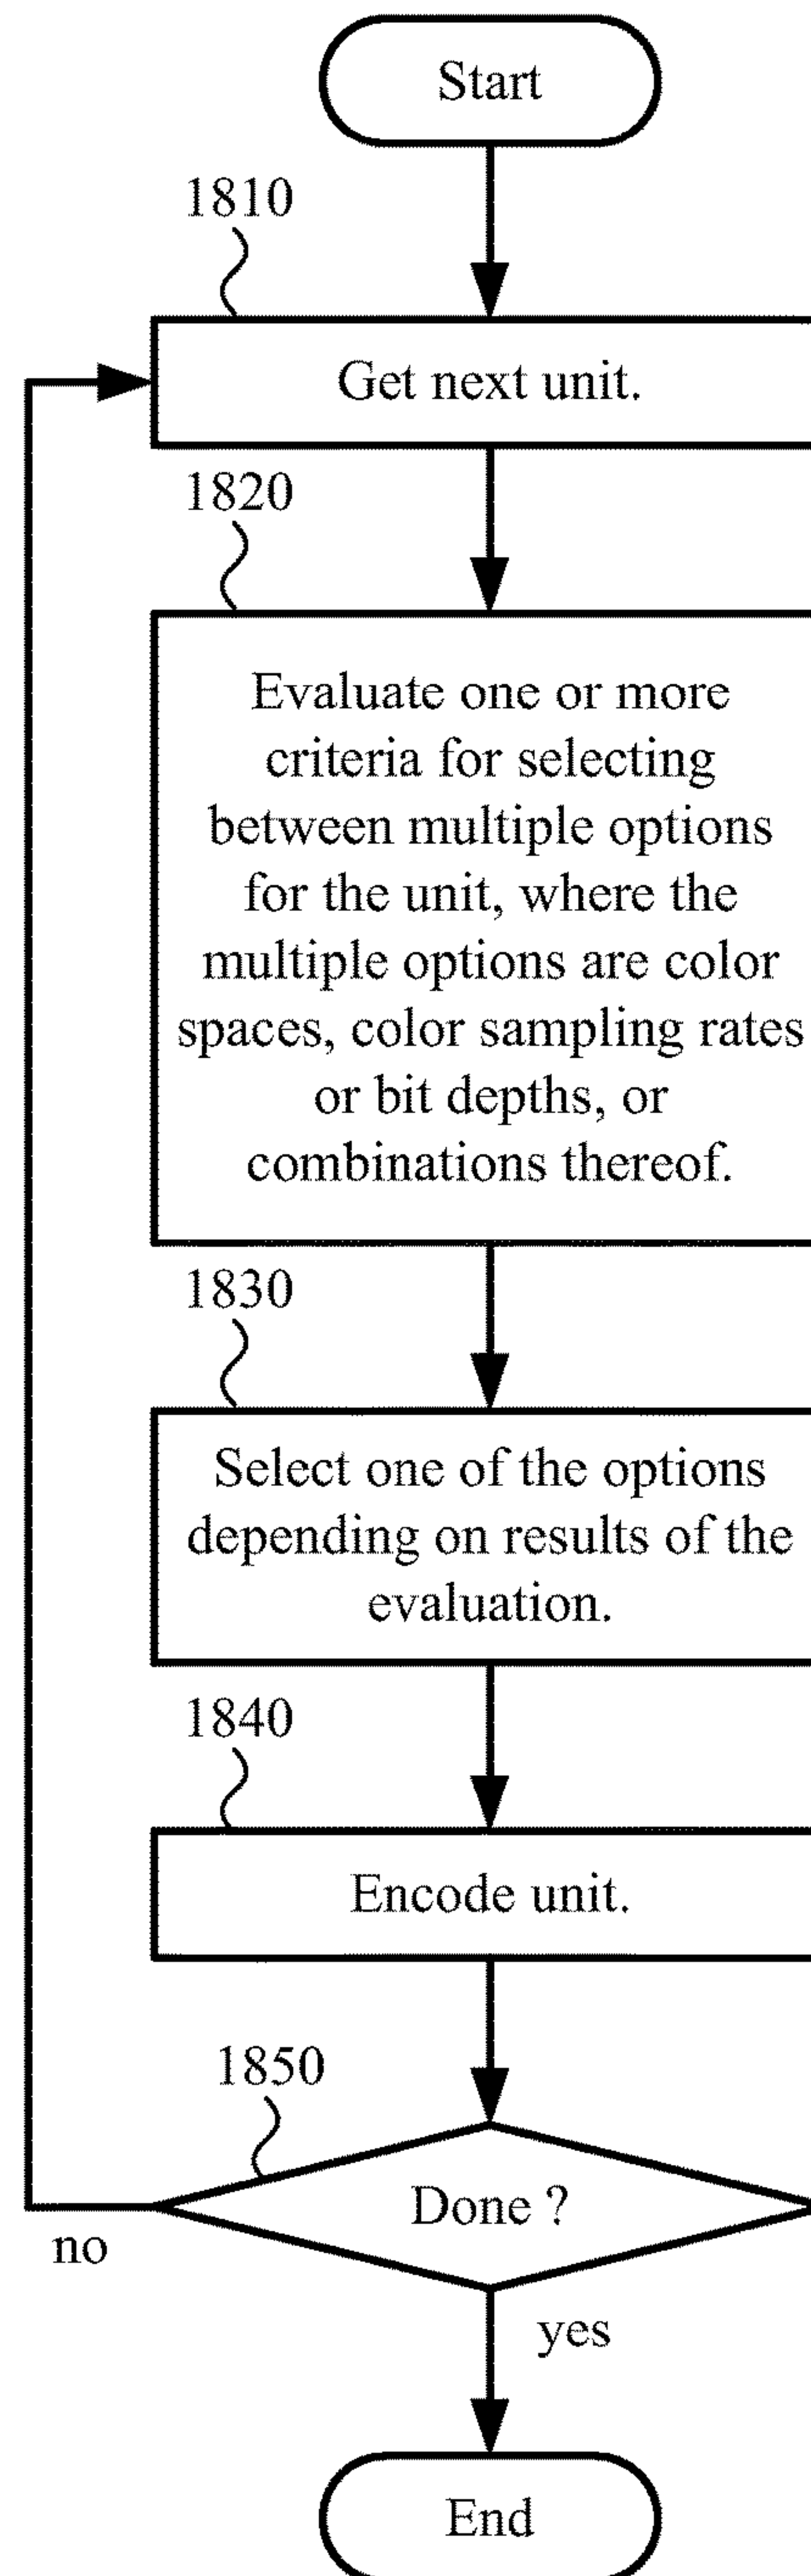 Start
1810
Get next unit.
1820
Evaluate one or more
criteria for selecting
between multiple options
for the unit, where the
multiple options are color
spaces, color sampling rates
or bit depths, or
combinations thereof.
1830
Select one of the options
depending on results of the
evaluation.
1840
Encode unit.
1850
Done ?
no
yes
End